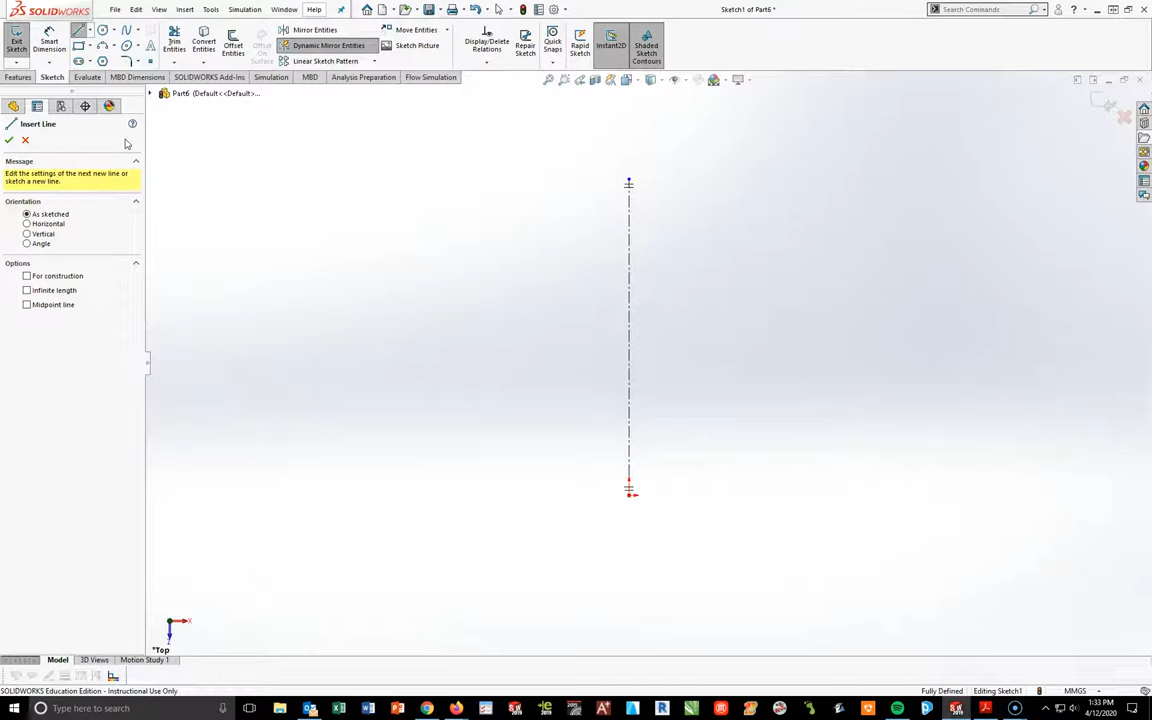 SOLIDWORKS
File
Edit
View
Insert
Tools
Simulation
Window
Help
Sketch1 of Part6 *
Search Commands
Exit Sketch
Smart Dimension
Trim Entities
Convert Entities
Offset Entities
Offset On Surface
Mirror Entities
Dynamic Mirror Entities
Linear Sketch Pattern
Move Entities
Sketch Picture
Display/Delete Relations
Repair Sketch
Quick Snaps
Rapid Sketch
Instant2D
Shaded Sketch Contours
Features
Sketch
Evaluate
MBD Dimensions
SOLIDWORKS Add-Ins
Simulation
MBD
Analysis Preparation
Flow Simulation
Part6 (Default<<Default>...
Insert Line
Message
Edit the settings of the next new line or
sketch a new line.
Orientation
As sketched
Horizontal
Vertical
Angle
Options
For construction
Infinite length
Midpoint line
X
Z
*Top
Model
3D Views
Motion Study 1
SOLIDWORKS Education Edition - Instructional Use Only
Fully Defined
Editing Sketch1
MMGS
Type here to search
1:33 PM
4/12/2020